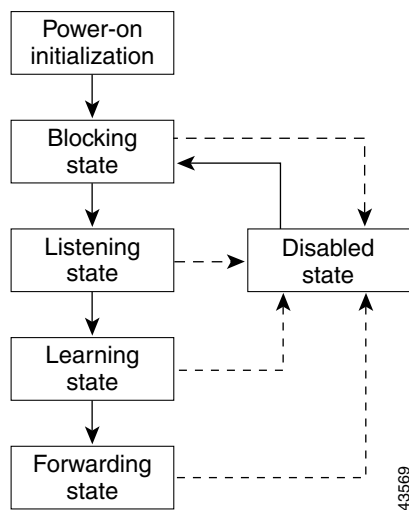 Power-on
initialization
Blocking
state
Listening
state
Disabled
state
Learning
state
Forwarding
state
43569